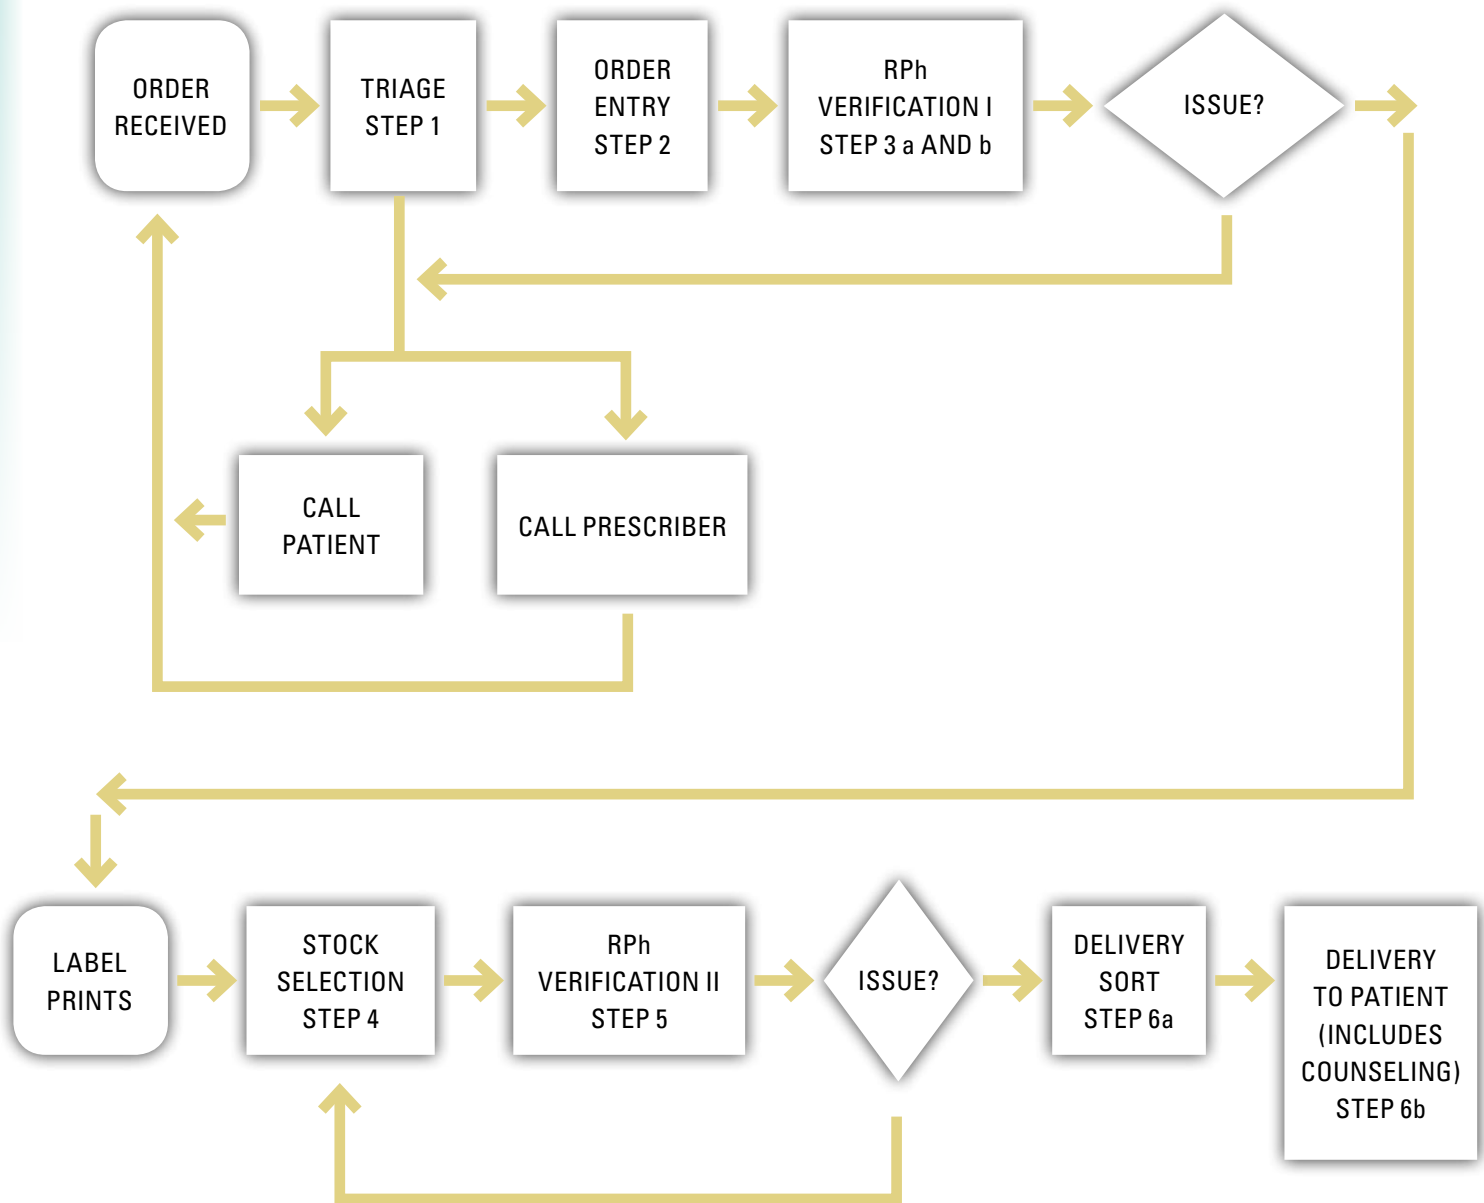 ORDER
RECEIVED
TRIAGE
STEP 1
ORDER
ENTRY
STEP 2
RPh
VERIFICATION I
STEP 3 a AND b
ISSUE?
CALL
PATIENT
CALL PRESCRIBER
LABEL
PRINTS
STOCK
SELECTION
STEP 4
RPh
VERIFICATION II
STEP 5
ISSUE?
DELIVERY
SORT
STEP 6a
DELIVERY
TO PATIENT
(INCLUDES
COUNSELING)
STEP 6b